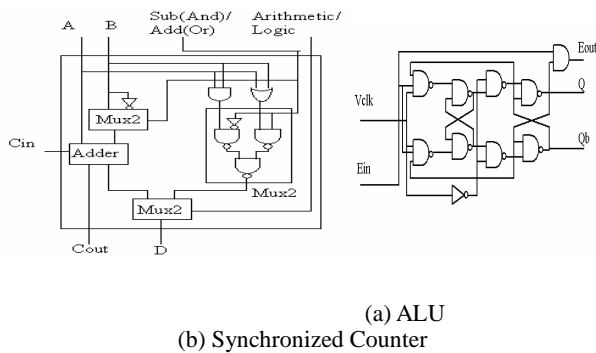 Sub(And)/ Arithmetic/
A B Add(Or) Logic
Eout
Q
Vclk
Mux2
Cin
Adder
Qb
Ein
Mux2
Mux2
Cout D
(a) ALU
(b) Synchronized Counter